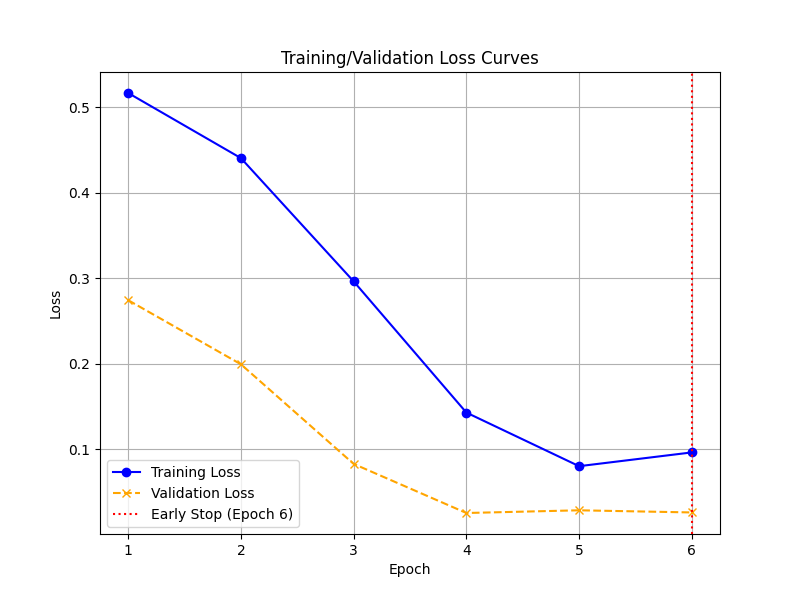 Training/Validation Loss Curves
0.5
0.4
0.3
0.2
0.1
Loss
Training Loss
Validation Loss
Early Stop (Epoch 6)
1 2 3 4 5 6
Epoch